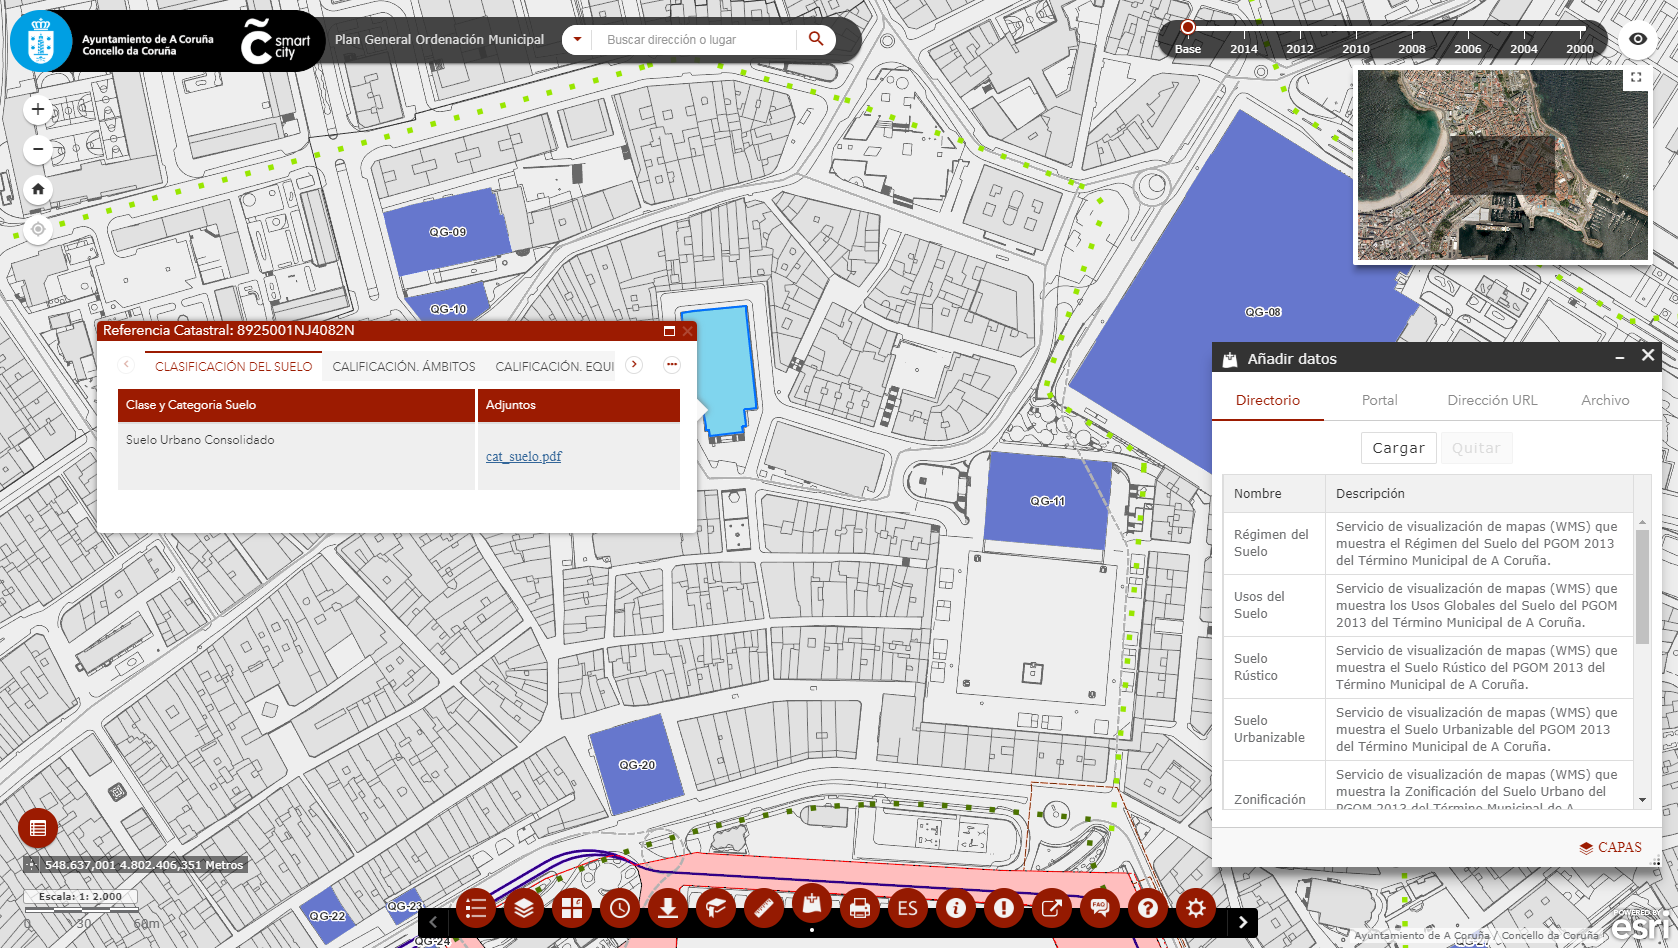 Ayuntamiento de A Coruña
Concello da Coruña
smart
city
Plan General Ordenación Municipal
Buscar dirección o lugar
Base
2014
2012
2010
2008
2006
2004
2000
QG-09
QG-10
QG-08
QG-11
QG-20
QG-22
QG-23
QG-24
Referencia Catastral: 8925001NJ4082N
CLASIFICACIÓN DEL SUELO
CALIFICACIÓN. ÁMBITOS
CALIFICACIÓN. EQUI
Clase y Categoria Suelo
Adjuntos
Suelo Urbano Consolidado
cat_suelo.pdf
Añadir datos
Directorio
Portal
Dirección URL
Archivo
Cargar
Quitar
Nombre
Descripción
Régimen del
Suelo
Servicio de visualización de mapas (WMS) que
muestra el Régimen del Suelo del PGOM 2013
del Término Municipal de A Coruña.
Usos del
Suelo
Servicio de visualización de mapas (WMS) que
muestra los Usos Globales del Suelo del PGOM
2013 del Término Municipal de A Coruña.
Suelo
Rústico
Servicio de visualización de mapas (WMS) que
muestra el Suelo Rústico del PGOM 2013 del
Término Municipal de A Coruña.
Suelo
Urbanizable
Servicio de visualización de mapas (WMS) que
muestra el Suelo Urbanizable del PGOM 2013
del Término Municipal de A Coruña.
Zonificación
Servicio de visualización de mapas (WMS) que
muestra la Zonificación del Suelo Urbano del
PGOM 2013 del Término Municipal de A
CAPAS
548.637,001 4.802.406,351 Metros
Escala: 1: 2.000
0
30
60m
ES
FAQ
POWERED BY
esri
Ayuntamiento de A Coruña / Concello da Coruña